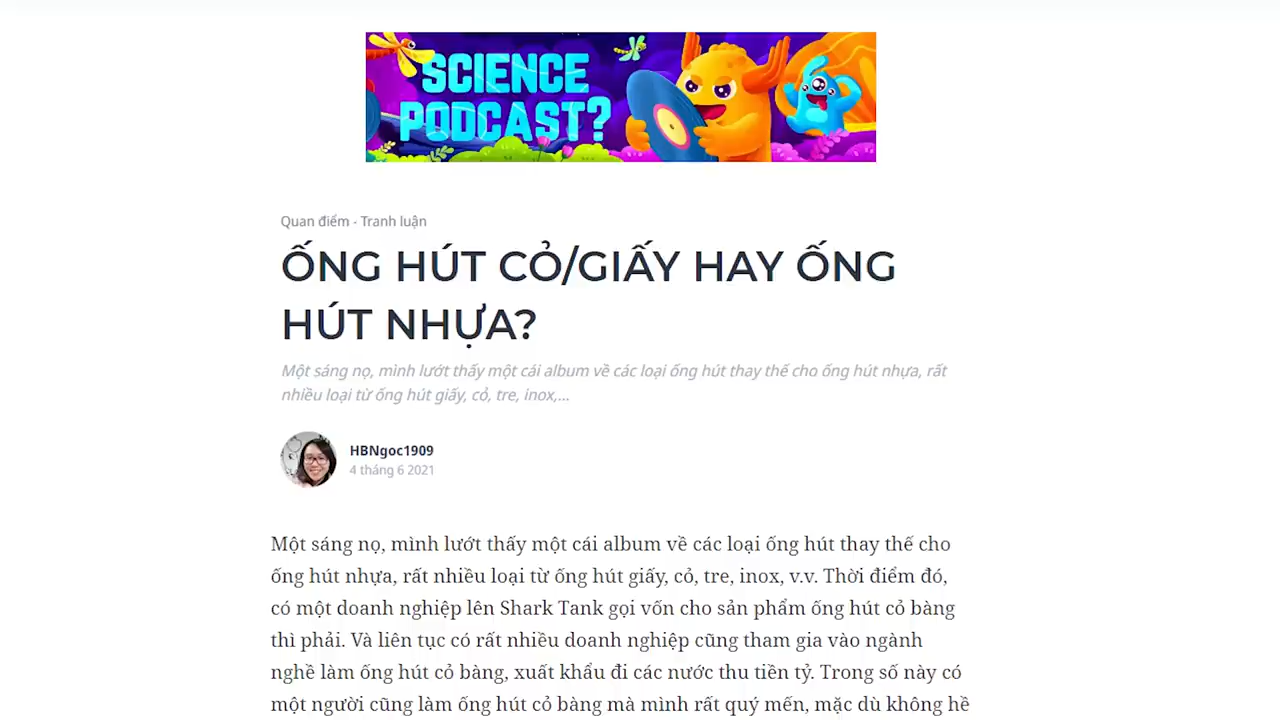 SCIENCE
PODCAST?
Quan điểm - Tranh luận
ỐNG HÚT CỎ/GIẤY HAY ỐNG
HÚT NHỰA?
Một sáng nọ, mình lướt thấy một cái album về các loại ống hút thay thế cho ống hút nhựa, rất
nhiều loại từ ống hút giấy, cỏ, tre, inox,...
HBNgoc1909
4 tháng 6 2021
Một sáng nọ, mình lướt thấy một cái album về các loại ống hút thay thế cho
ống hút nhựa, rất nhiều loại từ ống hút giấy, cỏ, tre, inox, v.v. Thời điểm đó,
có một doanh nghiệp lên Shark Tank gọi vốn cho sản phẩm ống hút cỏ bàng
thì phải. Và liên tục có rất nhiều doanh nghiệp cũng tham gia vào ngành
nghề làm ống hút cỏ bàng, xuất khẩu đi các nước thu tiền tỷ. Trong số này có
một người cũng làm ống hút cỏ bàng mà mình rất quý mến, mặc dù không hề